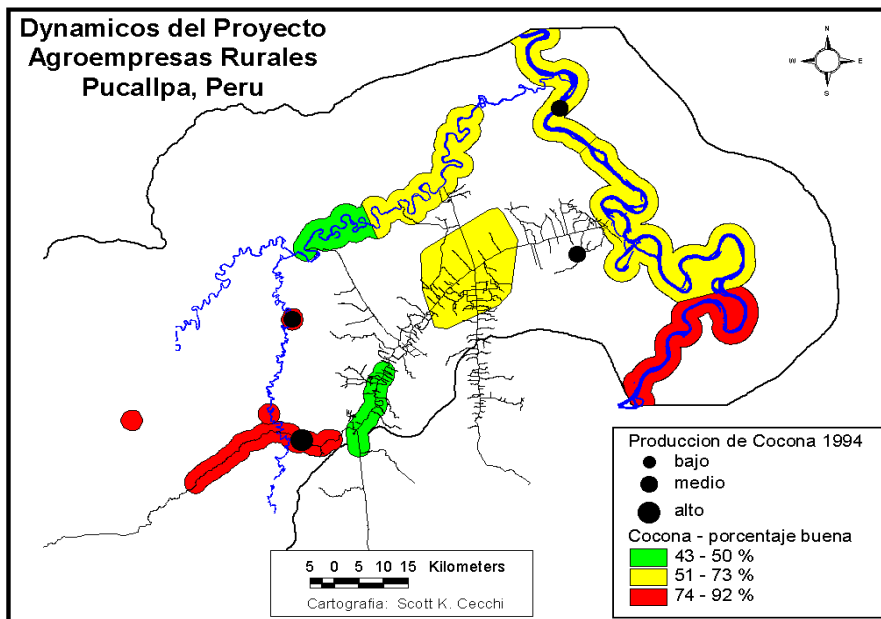 Dynamicos del Proyecto
Agroempresas Rurales
Pucallpa, Peru
N
W E
S
Produccion de Cocona 1994
bajo
medio
alto
Cocona - porcentaje buena
43 - 50 %
51 - 73 %
74 - 92 %
5 0 5 10 15 Kilometers
Cartografia: Scott K. Cecchi